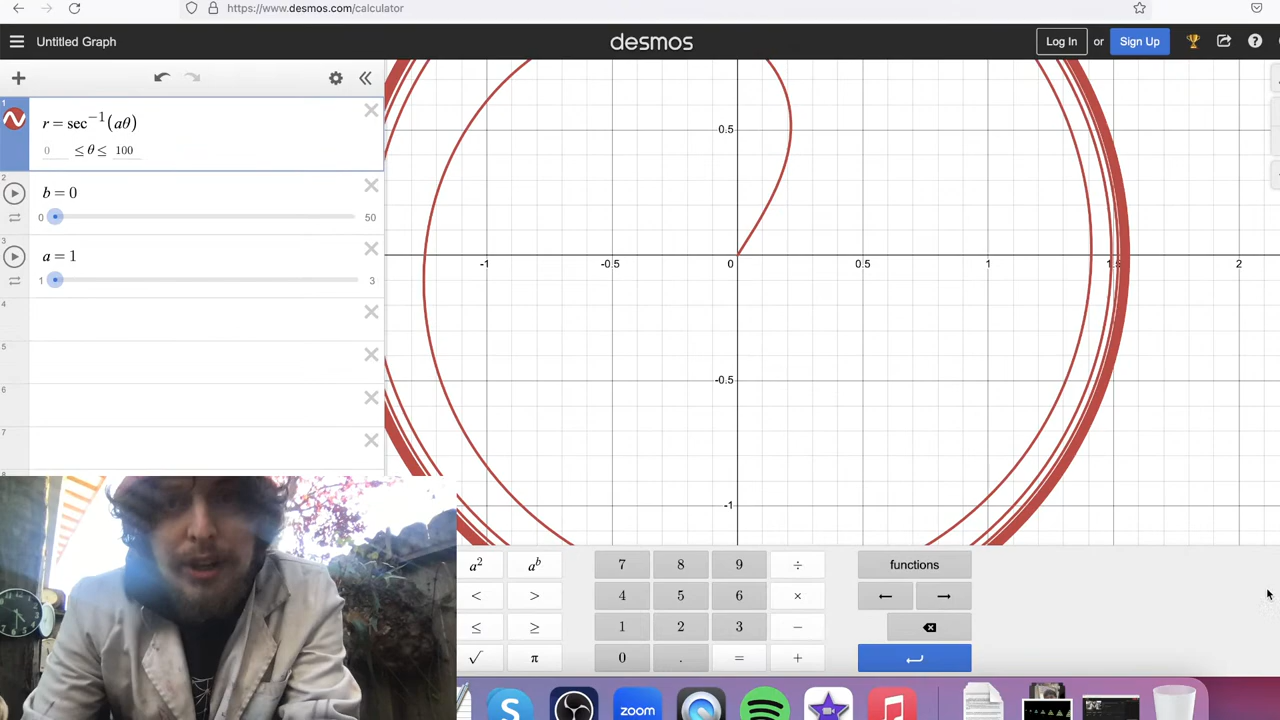 https://www.desmos.com/calculator
Untitled Graph
desmos
Log In or Sign Up
1
r = sec⁻¹(aθ)
0 ≤ θ ≤ 100
2
b = 0
0 50
3
a = 1
1 3
4
5
6
7
0.5
-1 -0.5 0 0.5 1 1.5 2
-0.5
-1
a² aᵇ 7 8 9 ÷ functions
< > 4 5 6 × ← →
≤ ≥ 1 2 3 −
√ π 0 . = +
zoom